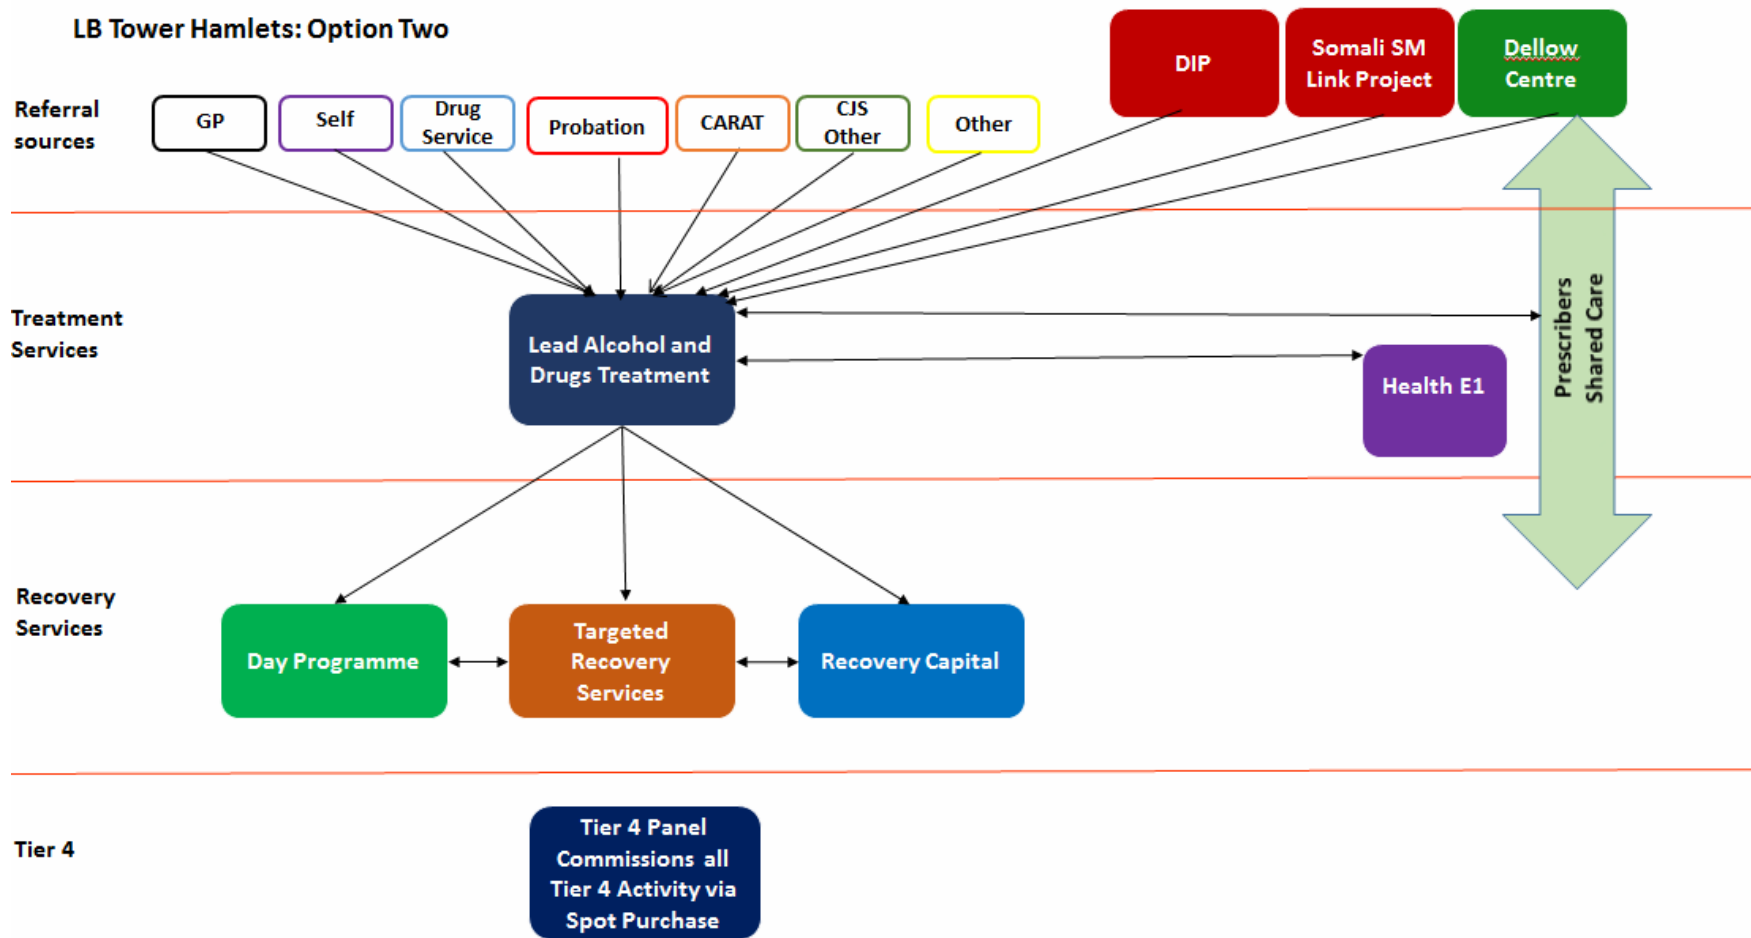 LB Tower Hamlets: Option Two
Referral
sources
GP
Self
Drug
Service
Probation
CARAT
CJS
Other
Other
DIP
Somali SM
Link Project
Dellow
Centre
Treatment
Services
Lead Alcohol and
Drugs Treatment
Health E1
Prescribers
Shared Care
Recovery
Services
Day Programme
Targeted
Recovery
Services
Recovery Capital
Tier 4
Tier 4 Panel
Commissions all
Tier 4 Activity via
Spot Purchase